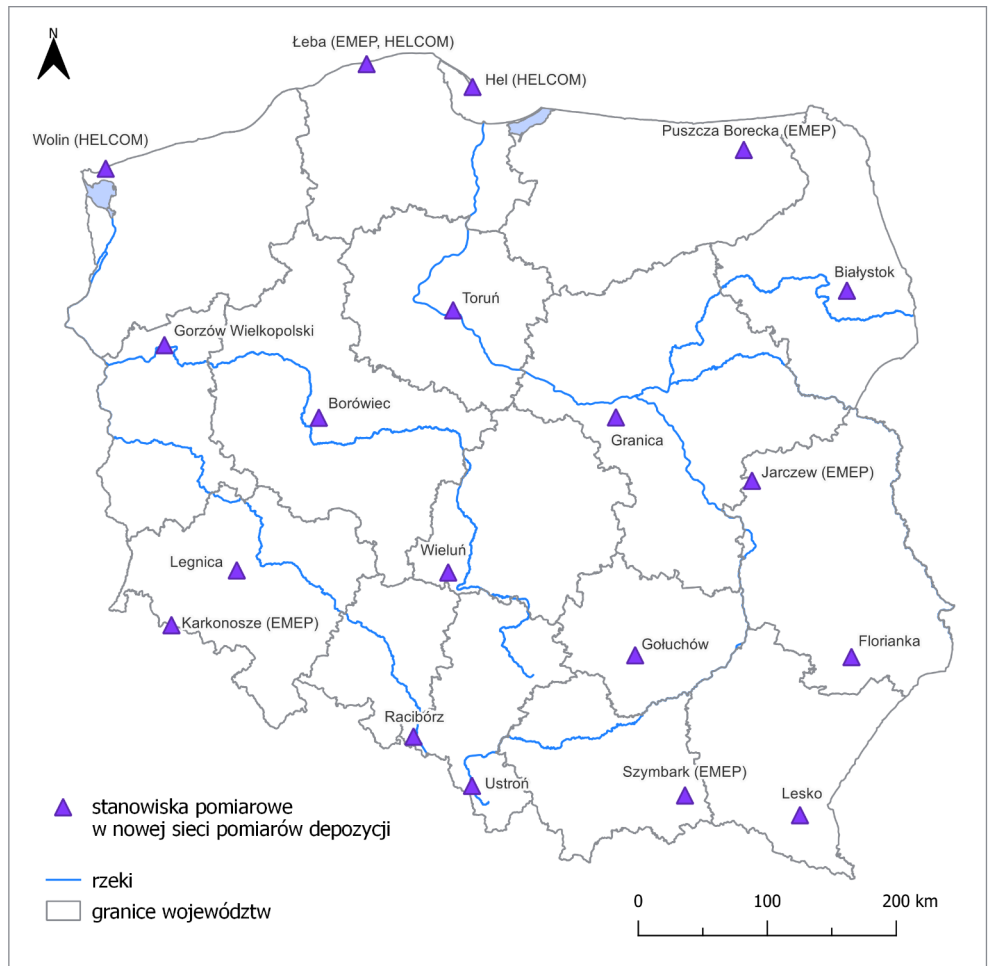 N
Łeba (EMEP, HELCOM)
Hel (HELCOM)
Wolin (HELCOM)
Puszcza Borecka (EMEP)
Białystok
Toruń
Gorzów Wielkopolski
Borówiec
Granica
Jarczew (EMEP)
Wieluń
Legnica
Karkonosze (EMEP)
Gołuchów
Florianka
Racibórz
Ustroń
Szymbark (EMEP)
Lesko
stanowiska pomiarowe
w nowej sieci pomiarów depozycji
rzeki
granice województw
0 100 200 km